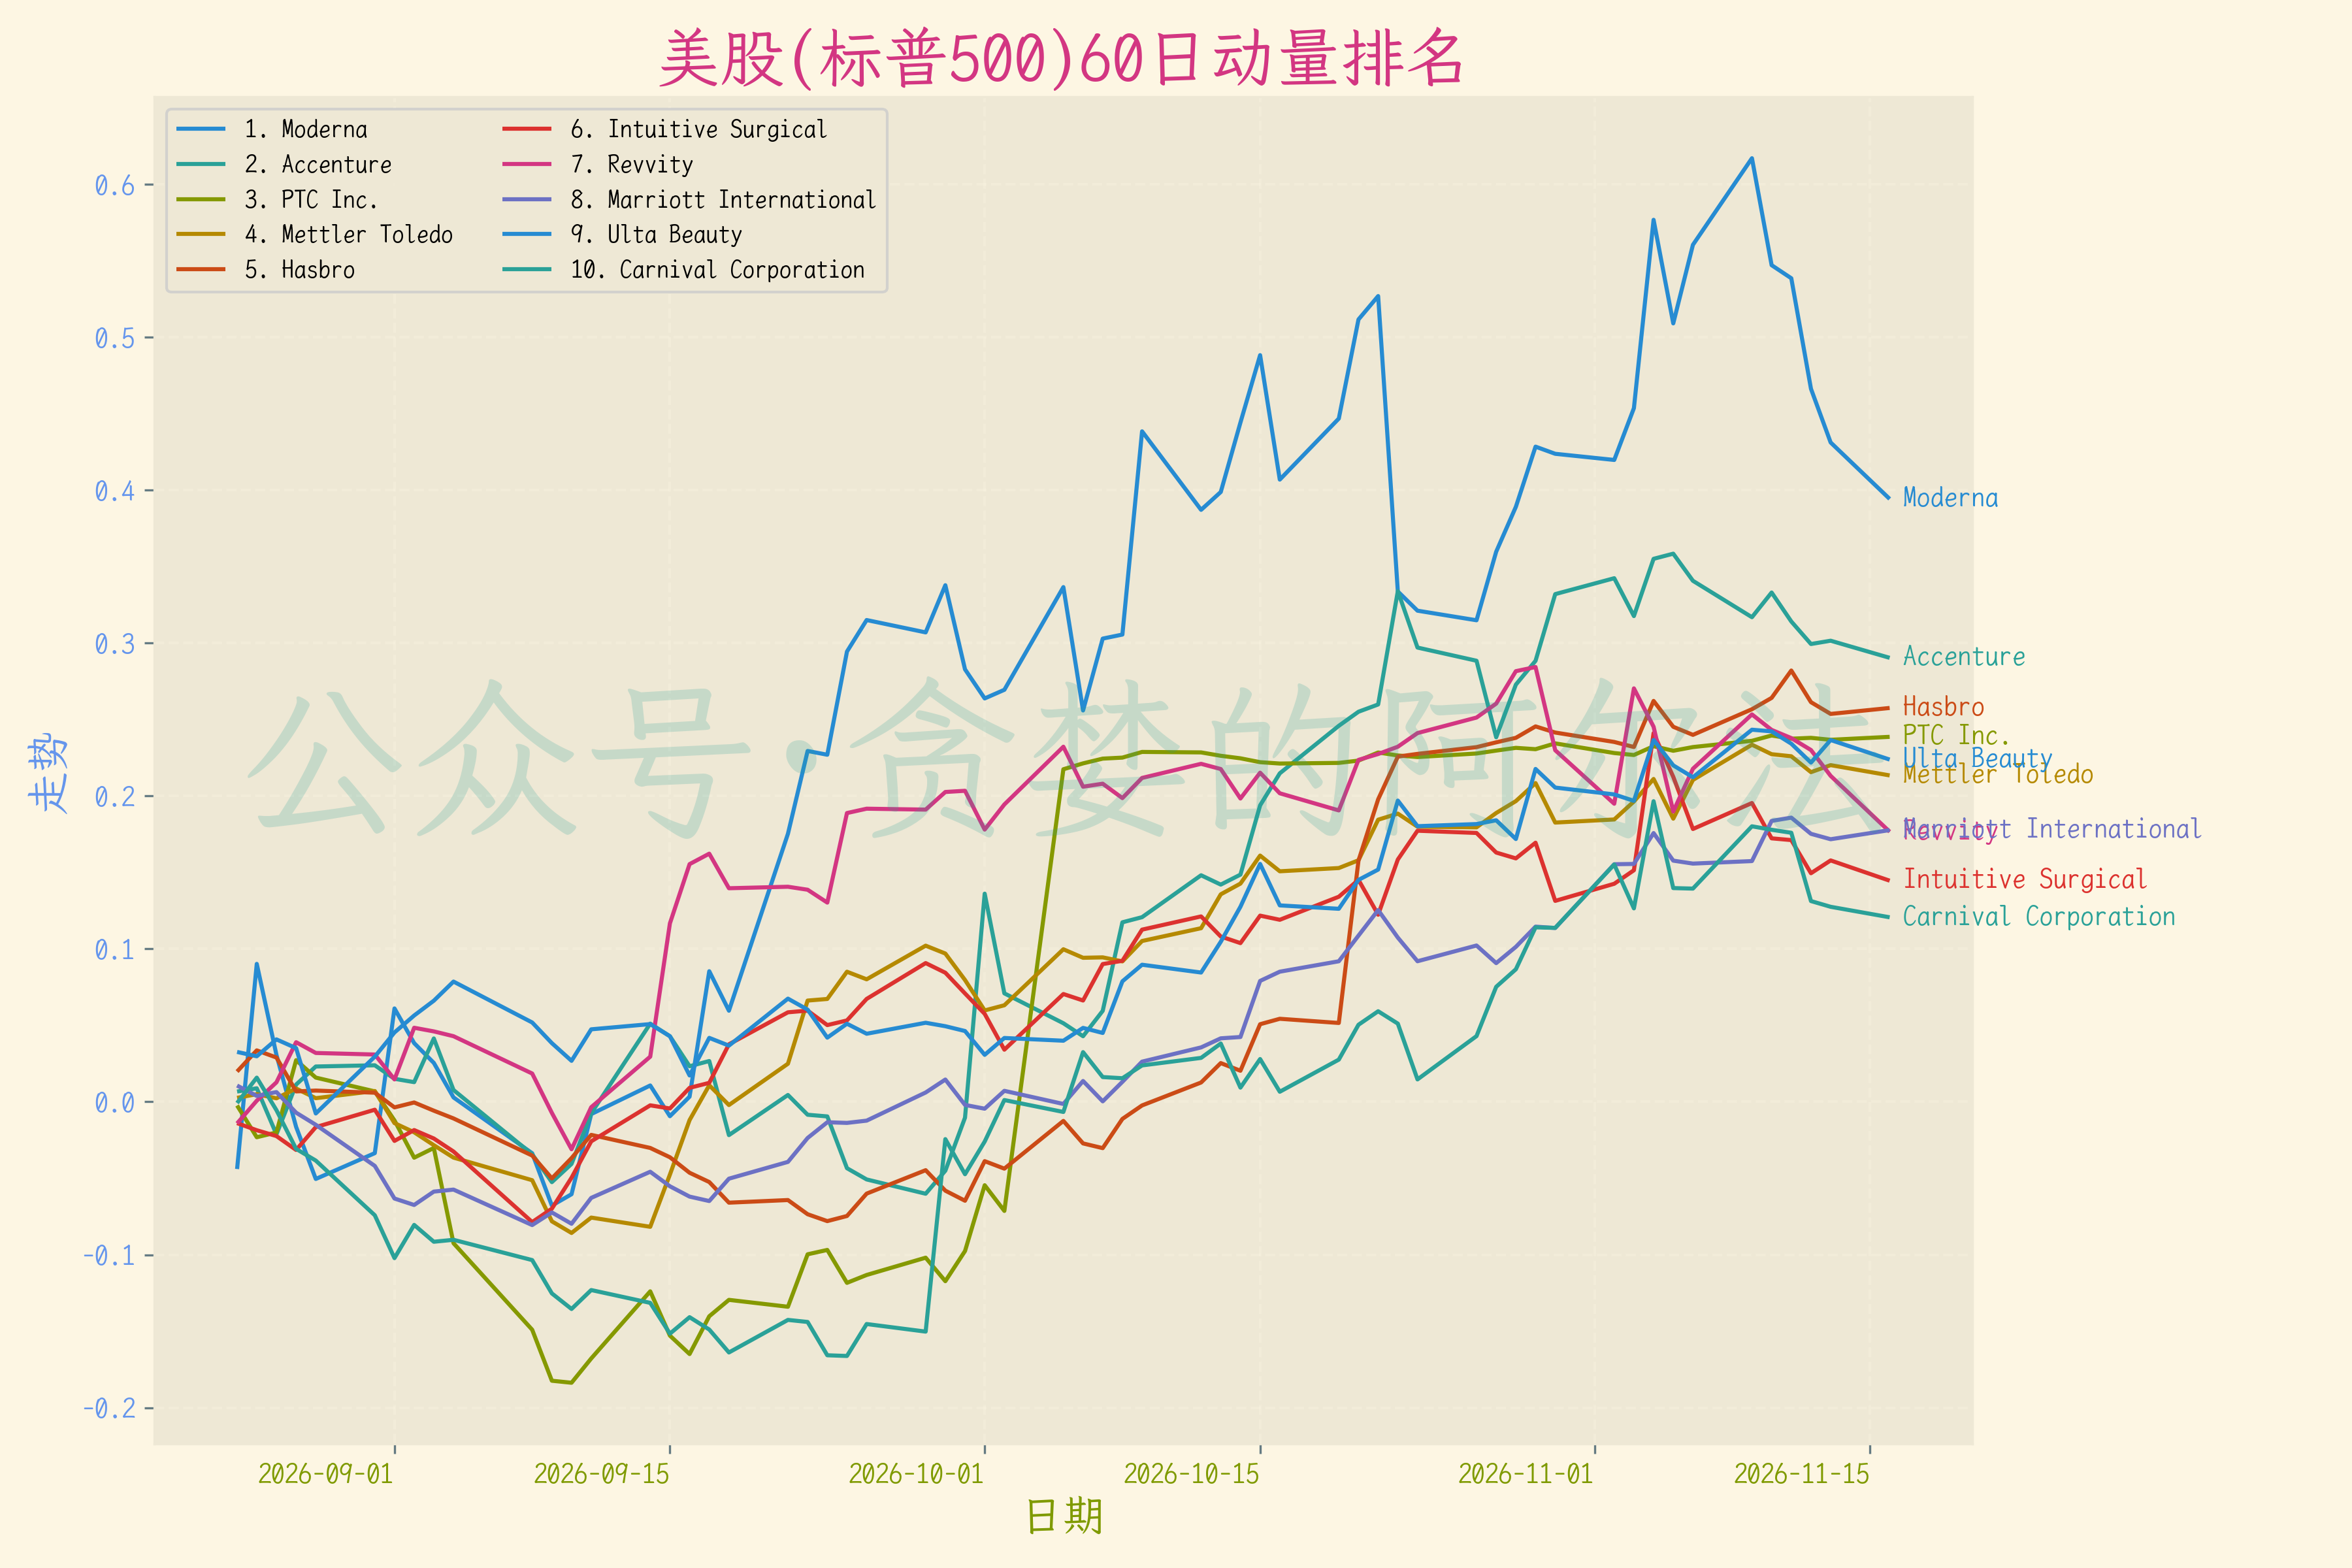 美股(标普500)60日动量排名
1. Moderna
2. Accenture
3. PTC Inc.
4. Mettler Toledo
5. Hasbro
6. Intuitive Surgical
7. Revvity
8. Marriott International
9. Ulta Beauty
10. Carnival Corporation
0.6
0.5
0.4
0.3
0.2
0.1
0.0
-0.1
-0.2
走势
公众号·贪婪的阿尔法
Moderna
Accenture
Hasbro
PTC Inc.
Ulta Beauty
Mettler Toledo
Marriott International
Revvity
Intuitive Surgical
Carnival Corporation
2026-09-01
2026-09-15
2026-10-01
2026-10-15
2026-11-01
2026-11-15
日期